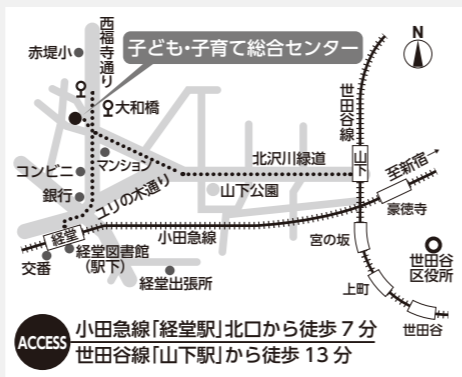 西福寺通り
赤堤小
子ども・子育て総合センター
N
大和橋
世田谷線
マンション
コンビニ
北沢川緑道
山下
至新宿→
銀行
ユリの木通り
山下公園
豪徳寺
経堂
小田急線
宮の坂
交番
経堂図書館
(駅下)
経堂出張所
世田谷
区役所
上町
世田谷
ACCESS
小田急線「経堂駅」北口から徒歩7分
世田谷線「山下駅」から徒歩13分